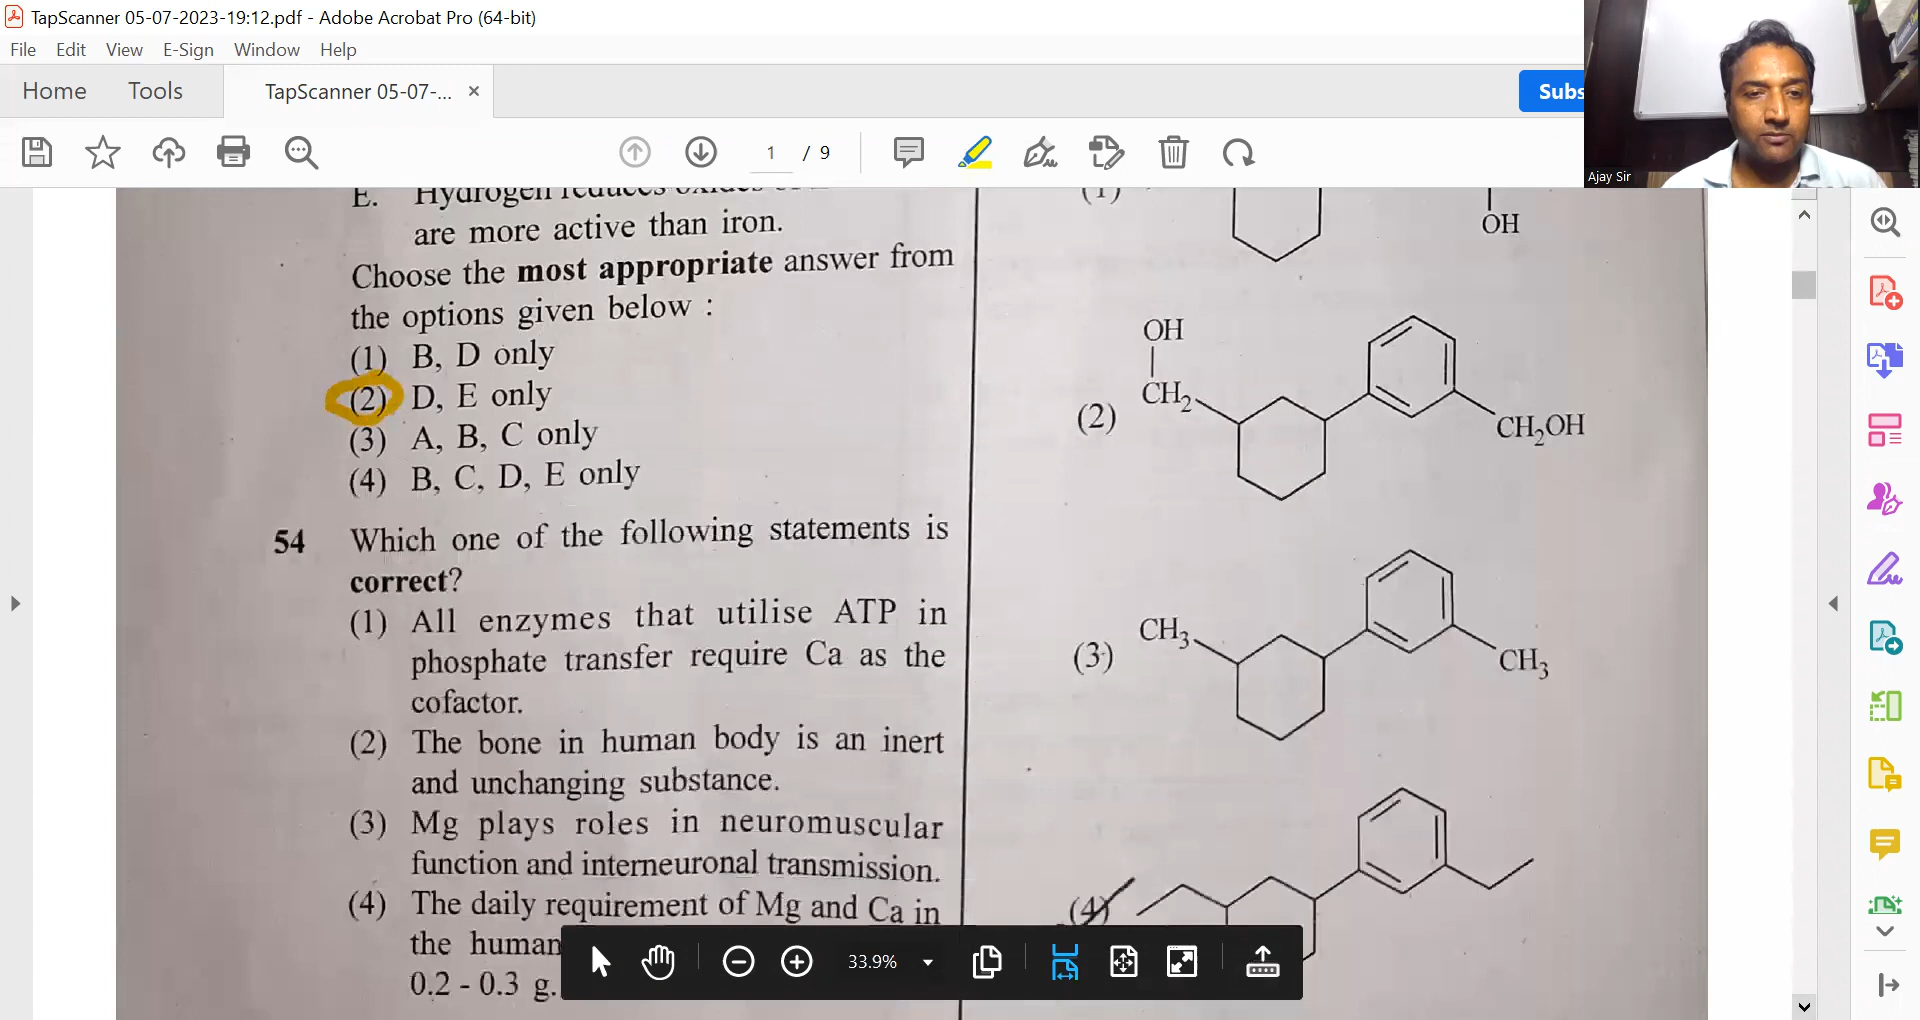 TapScanner 05-07-2023-19:12.pdf - Adobe Acrobat Pro (64-bit)
File Edit View E-Sign Window Help
Home Tools TapScanner 05-07-... ×
Subs
1 / 9
Ajay Sir
E. Hydrogen reduces oxides of
are more active than iron.
Choose the most appropriate answer from
the options given below :
(1) B, D only
(2) D, E only
(3) A, B, C only
(4) B, C, D, E only
54 Which one of the following statements is
correct?
(1) All enzymes that utilise ATP in
phosphate transfer require Ca as the
cofactor.
(2) The bone in human body is an inert
and unchanging substance.
(3) Mg plays roles in neuromuscular
function and interneuronal transmission.
(4) The daily requirement of Mg and Ca in
the human
0.2 - 0.3 g.
(1)
OH
(2)
OH
CH2
CH2OH
(3)
CH3
CH3
(4)
33.9%